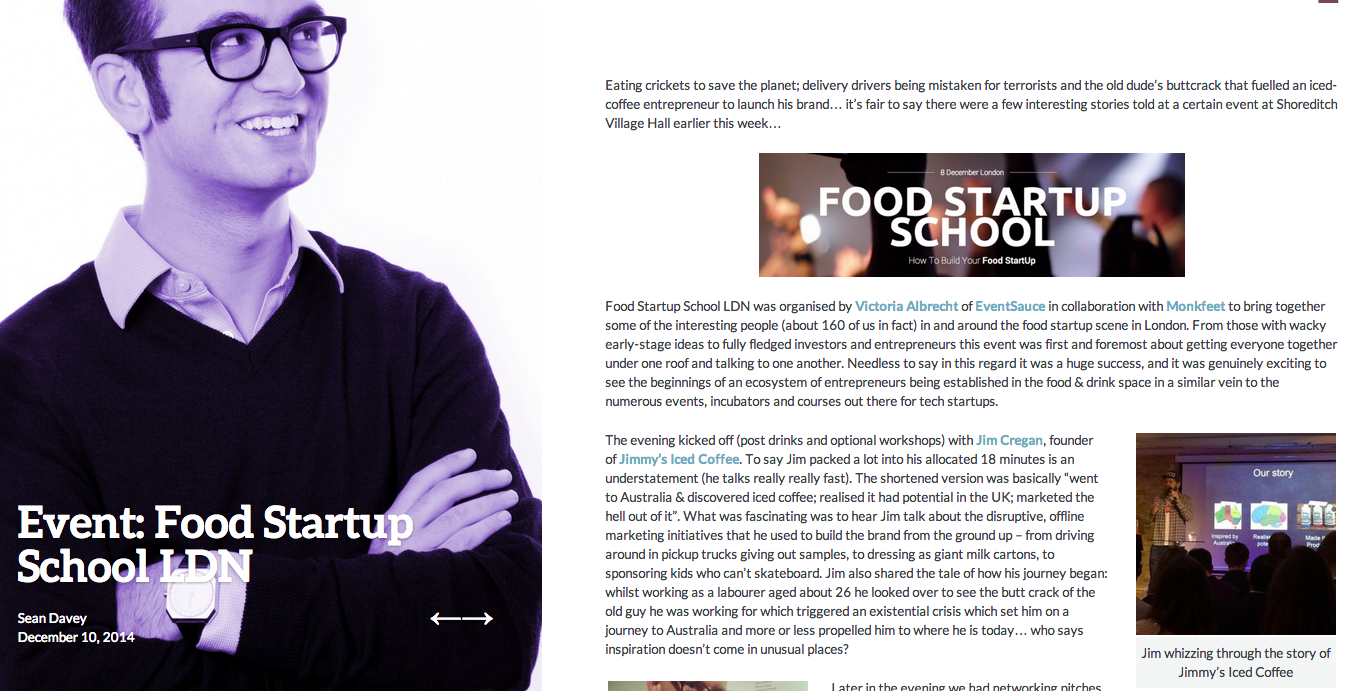 Event: Food Startup
School LDN
Sean Davey
December 10, 2014
Eating crickets to save the planet; delivery drivers being mistaken for terrorists and the old dude's buttcrack that fuelled an iced-
coffee entrepreneur to launch his brand… it's fair to say there were a few interesting stories told at a certain event at Shoreditch
Village Hall earlier this week…
8 December London
FOOD STARTUP
SCHOOL
How To Build Your Food StartUp
Food Startup School LDN was organised by Victoria Albrecht of EventSauce in collaboration with Monkfeet to bring together
some of the interesting people (about 160 of us in fact) in and around the food startup scene in London. From those with wacky
early-stage ideas to fully fledged investors and entrepreneurs this event was first and foremost about getting everyone together
under one roof and talking to one another. Needless to say in this regard it was a huge success, and it was genuinely exciting to
see the beginnings of an ecosystem of entrepreneurs being established in the food & drink space in a similar vein to the
numerous events, incubators and courses out there for tech startups.
The evening kicked off (post drinks and optional workshops) with Jim Cregan, founder
of Jimmy's Iced Coffee. To say Jim packed a lot into his allocated 18 minutes is an
understatement (he talks really really fast). The shortened version was basically "went
to Australia & discovered iced coffee; realised it had potential in the UK; marketed the
hell out of it". What was fascinating was to hear Jim talk about the disruptive, offline
marketing initiatives that he used to build the brand from the ground up – from driving
around in pickup trucks giving out samples, to dressing as giant milk cartons, to
sponsoring kids who can't skateboard. Jim also shared the tale of how his journey began:
whilst working as a labourer aged about 26 he looked over to see the butt crack of the
old guy he was working for which triggered an existential crisis which set him on a
journey to Australia and more or less propelled him to where he is today… who says
inspiration doesn't come in unusual places?
Our story
Inspired by
Made
Jim whizzing through the story of
Jimmy's Iced Coffee
Later in the evening we had networking pitches